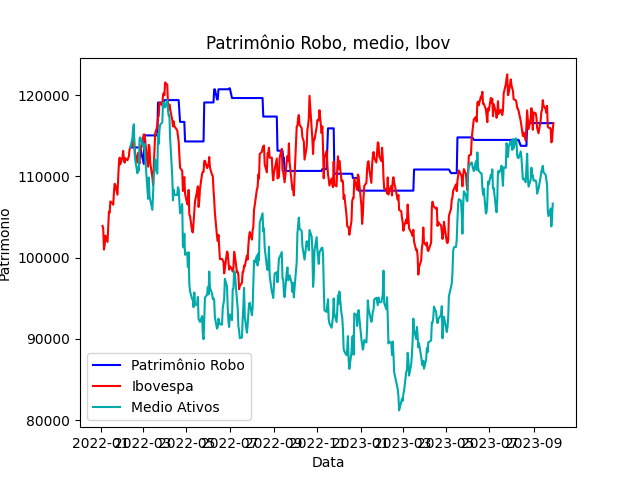 Patrimônio Robo, medio, Ibov
Patrimonio
120000
110000
100000
90000
80000
Patrimônio Robo
Ibovespa
Medio Ativos
2022-01 2022-03 2022-05 2022-07 2022-09 2022-11 2023-01 2023-03 2023-05 2023-07 2023-09
Data